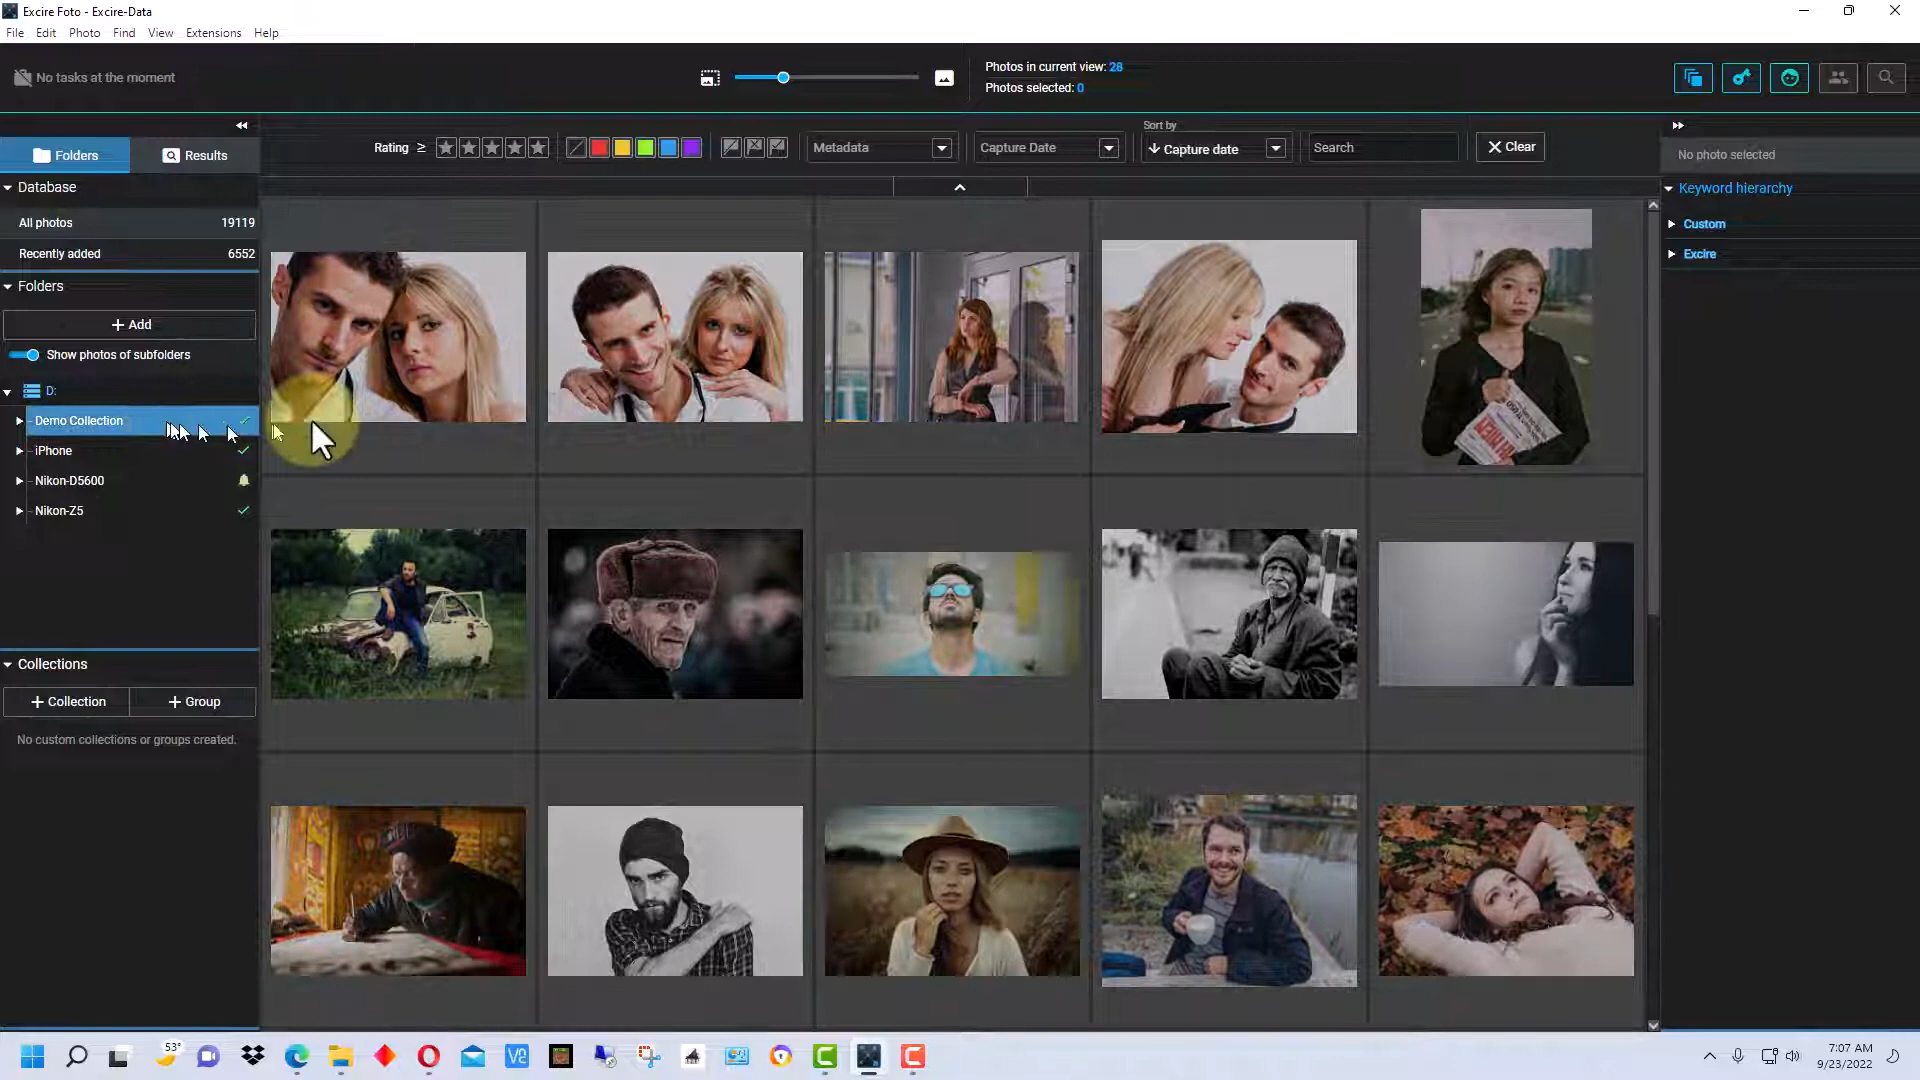 Excire Foto - Excire-Data
File Edit Photo Find View Extensions Help
No tasks at the moment
Photos in current view: 28
Photos selected: 0
Folders
Results
Rating ≥
Metadata
Capture Date
Sort by
Capture date
Search
Clear
No photo selected
Database
All photos 19119
Recently added 6552
Folders
+ Add
Show photos of subfolders
D:
Demo Collection
iPhone
Nikon-D5600
Nikon-Z5
Collections
+ Collection
+ Group
No custom collections or groups created.
Keyword hierarchy
Custom
Excire
53°
7:07 AM
9/23/2022